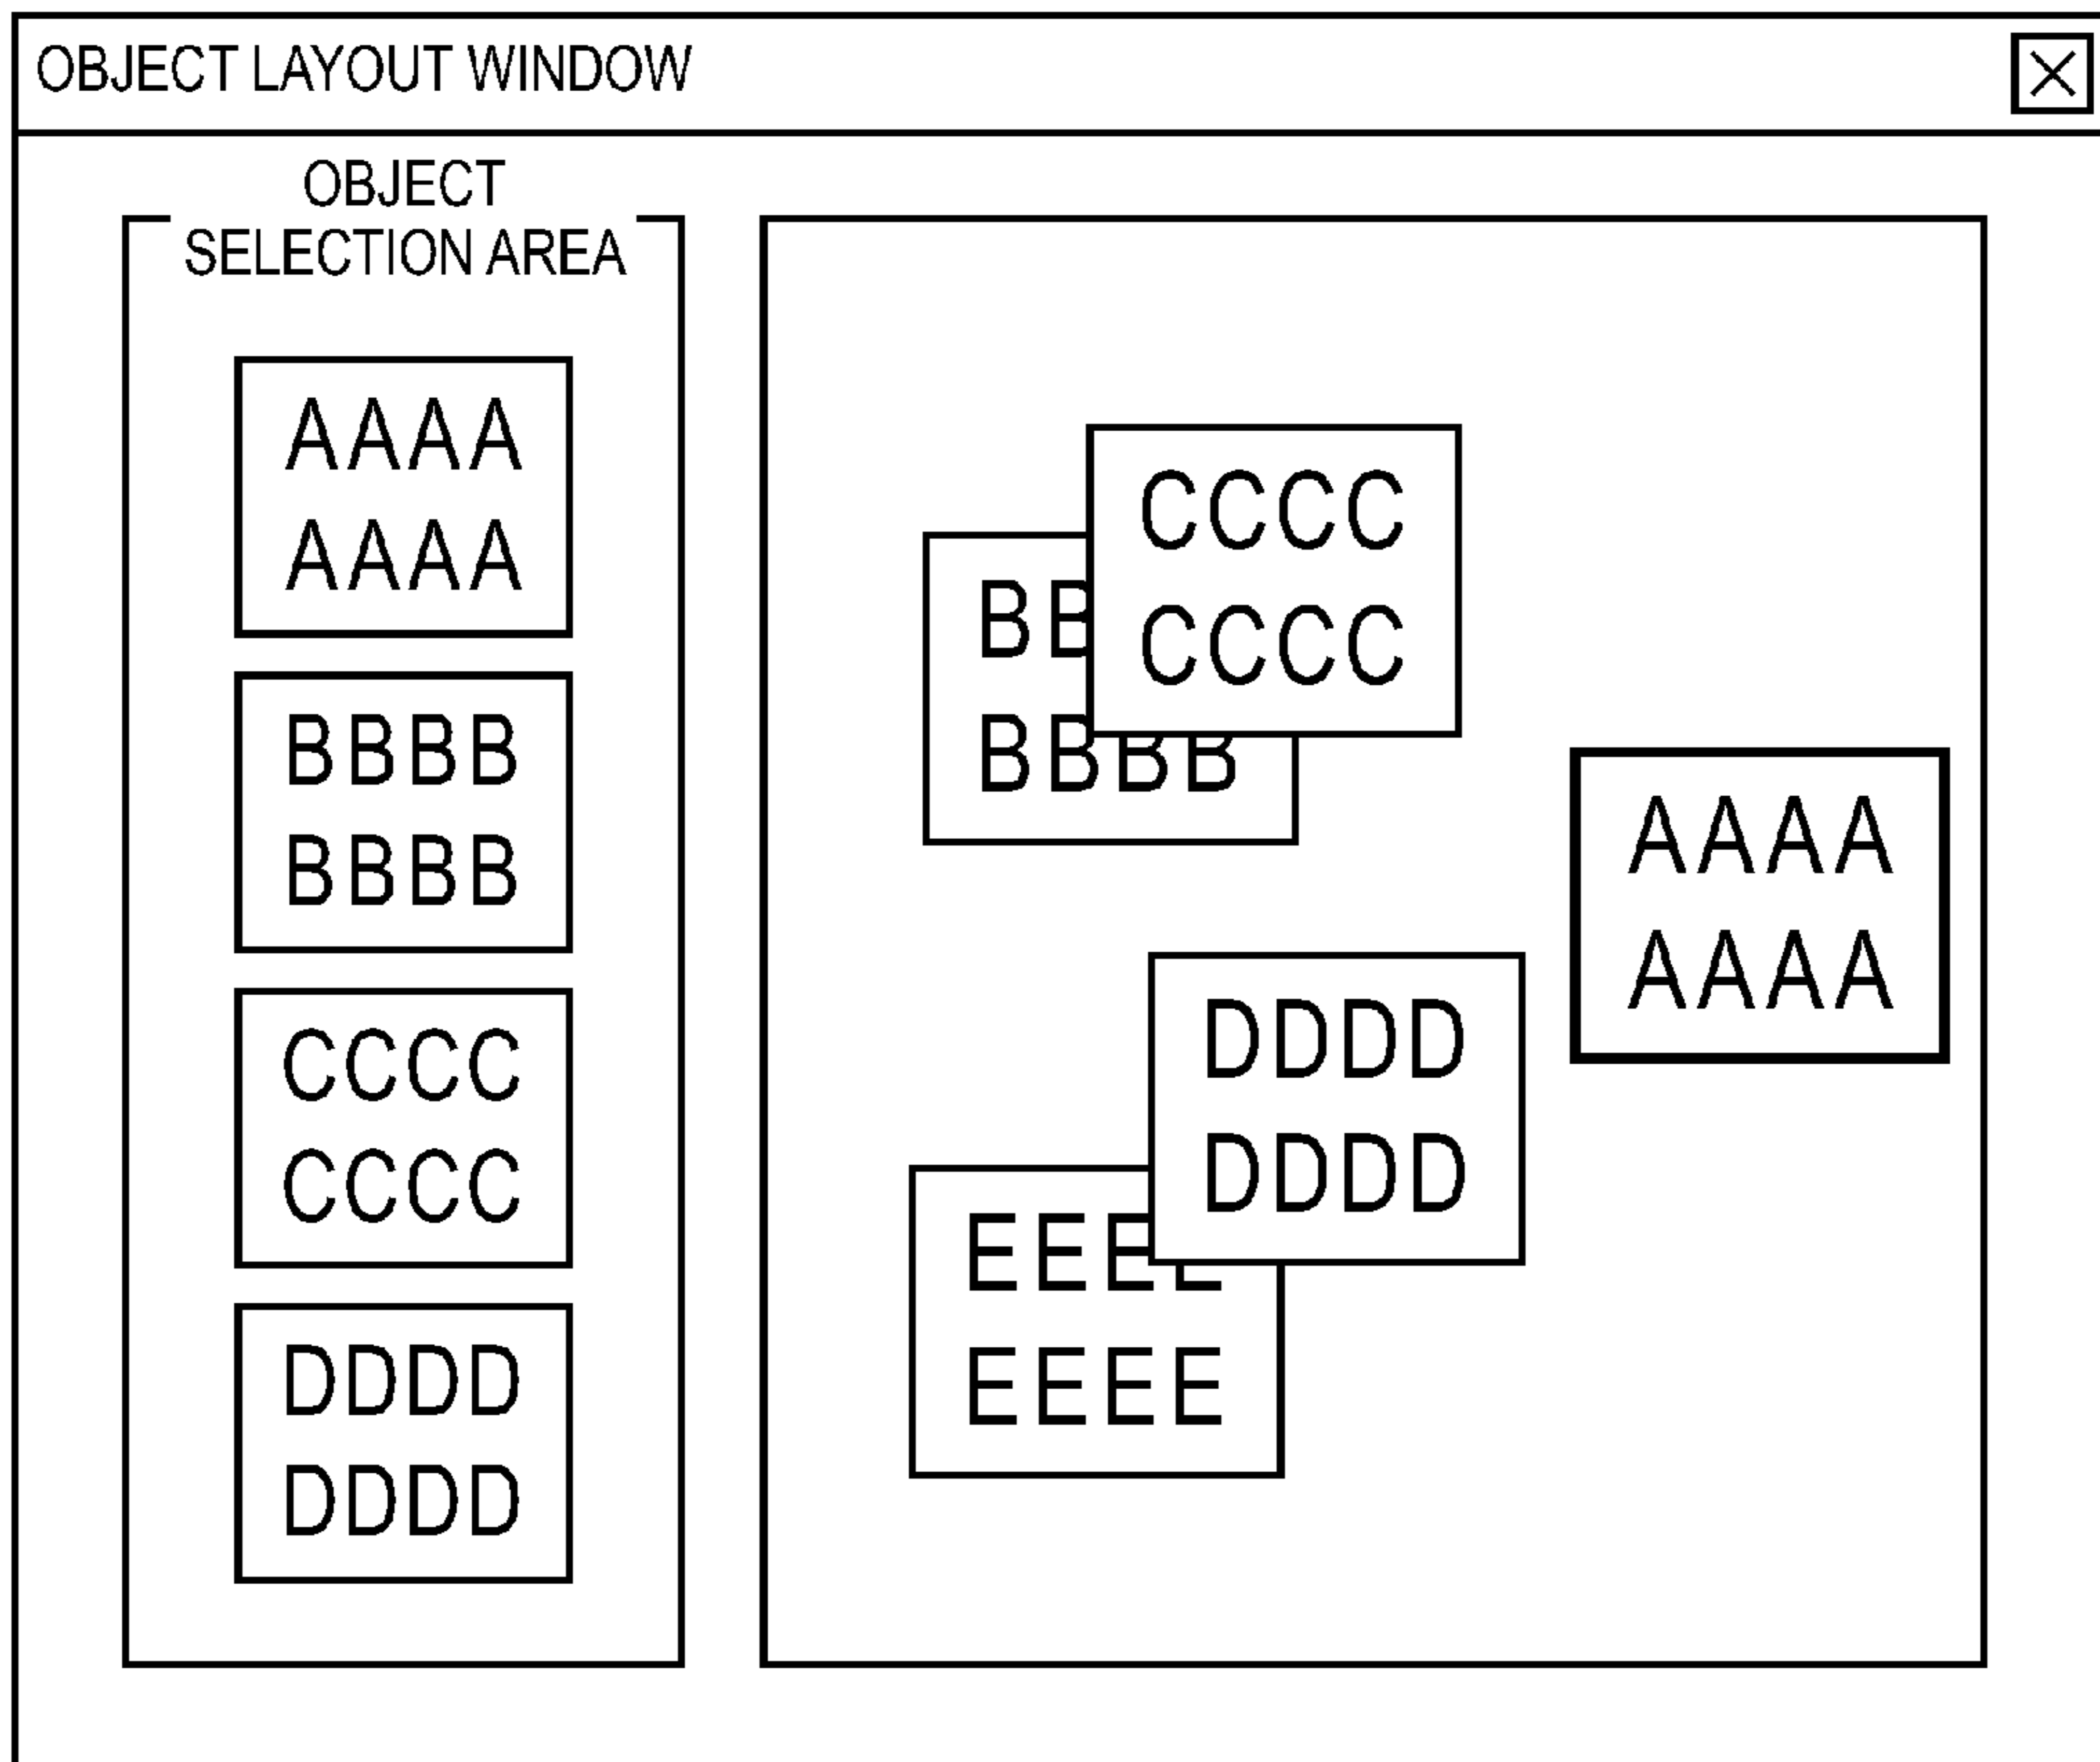 OBJECT LAYOUT WINDOW
OBJECT
SELECTION AREA
AAAA
AAAA
BBBB
BBBB
CCCC
CCCC
DDDD
DDDD
CCCC
CCCC
BB
BBBB
AAAA
AAAA
DDDD
DDDD
EEEE
EEEE